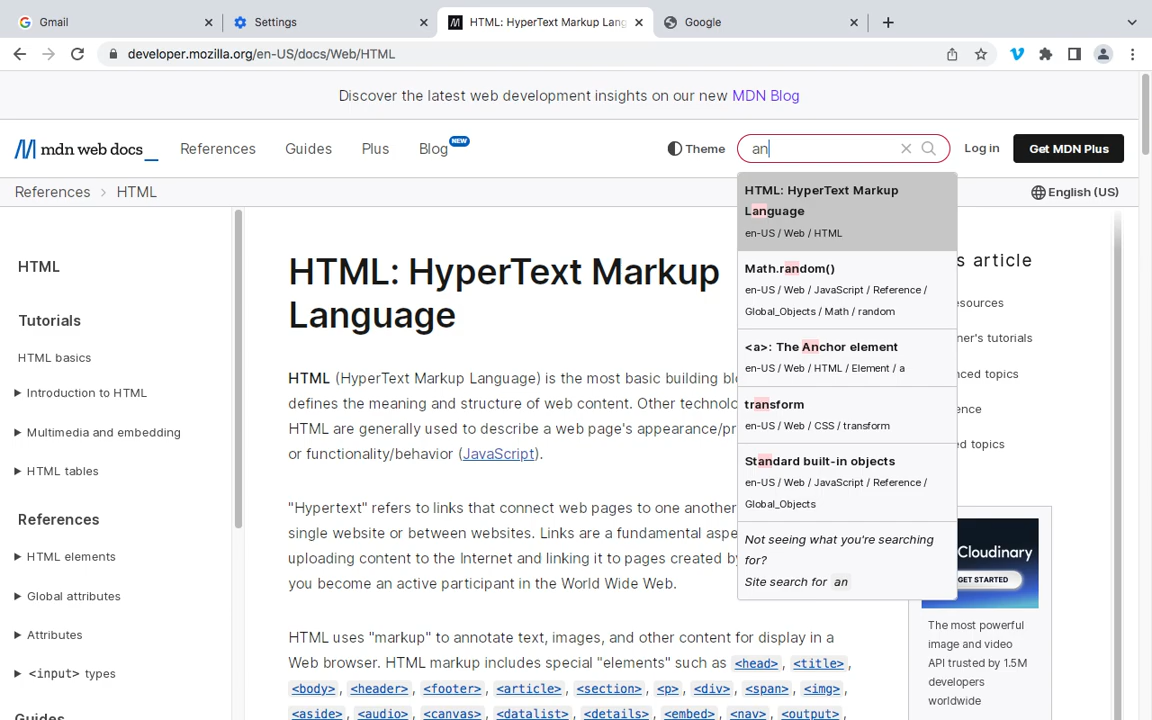 Gmail
Settings
HTML: HyperText Markup Lang
Google
developer.mozilla.org/en-US/docs/Web/HTML
Discover the latest web development insights on our new MDN Blog
mdn web docs_
References
Guides
Plus
Blog
NEW
Theme
an
Log in
Get MDN Plus
References > HTML
English (US)
HTML
Tutorials
HTML basics
Introduction to HTML
Multimedia and embedding
HTML tables
References
HTML elements
Global attributes
Attributes
<input> types
HTML: HyperText Markup
Language
HTML (HyperText Markup Language) is the most basic building
defines the meaning and structure of web content. Other
HTML are generally used to describe a web page's
or functionality/behavior (JavaScript).
"Hypertext" refers to links that connect web pages to one another
single website or between websites. Links are a fundamental
uploading content to the Internet and linking it to pages created
you become an active participant in the World Wide Web.
HTML uses "markup" to annotate text, images, and other content for display in a
Web browser. HTML markup includes special "elements" such as <head>, <title>,
<body>, <header>, <footer>, <article>, <section>, <p>, <div>, <span>, <img>,
<aside>, <audio>, <canvas>, <datalist>, <details>, <embed>, <nav>, <output>,
HTML: HyperText Markup
Language
en-US / Web / HTML
Math.random()
en-US / Web / JavaScript / Reference /
Global_Objects / Math / random
<a>: The Anchor element
en-US / Web / HTML / Element / a
transform
en-US / Web / CSS / transform
Standard built-in objects
en-US / Web / JavaScript / Reference /
Global_Objects
Not seeing what you're searching
for?
Site search for an
article
topics
topics
Cloudinary
GET STARTED
The most powerful
image and video
API trusted by 1.5M
developers
worldwide